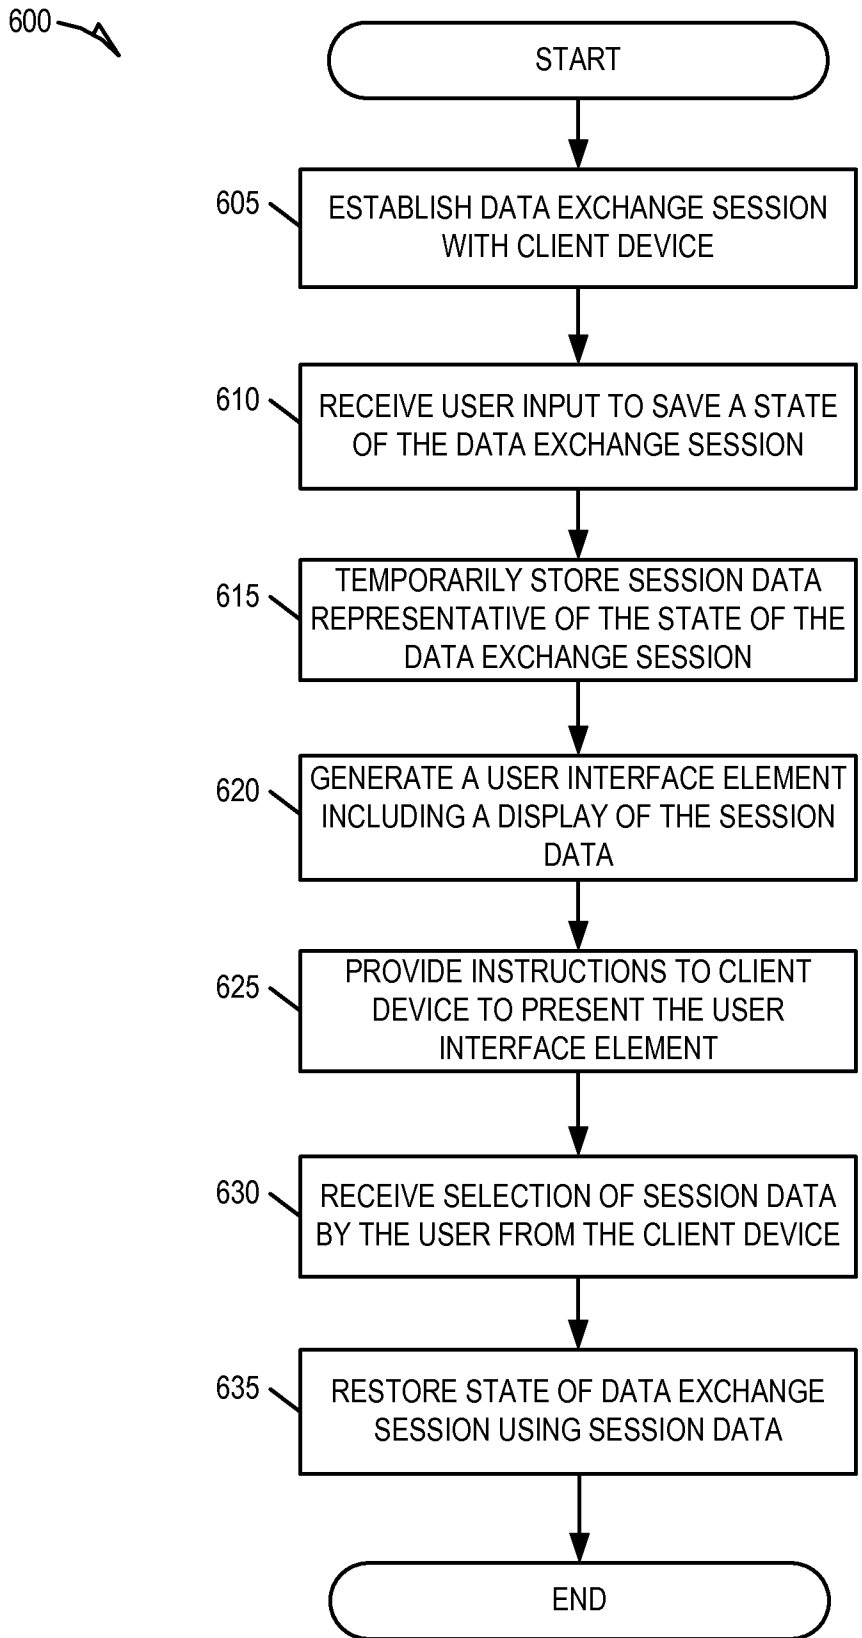 600
START
605
ESTABLISH DATA EXCHANGE SESSION
WITH CLIENT DEVICE
610
RECEIVE USER INPUT TO SAVE A STATE
OF THE DATA EXCHANGE SESSION
615
TEMPORARILY STORE SESSION DATA
REPRESENTATIVE OF THE STATE OF THE
DATA EXCHANGE SESSION
620
GENERATE A USER INTERFACE ELEMENT
INCLUDING A DISPLAY OF THE SESSION
DATA
625
PROVIDE INSTRUCTIONS TO CLIENT
DEVICE TO PRESENT THE USER
INTERFACE ELEMENT
630
RECEIVE SELECTION OF SESSION DATA
BY THE USER FROM THE CLIENT DEVICE
635
RESTORE STATE OF DATA EXCHANGE
SESSION USING SESSION DATA
END